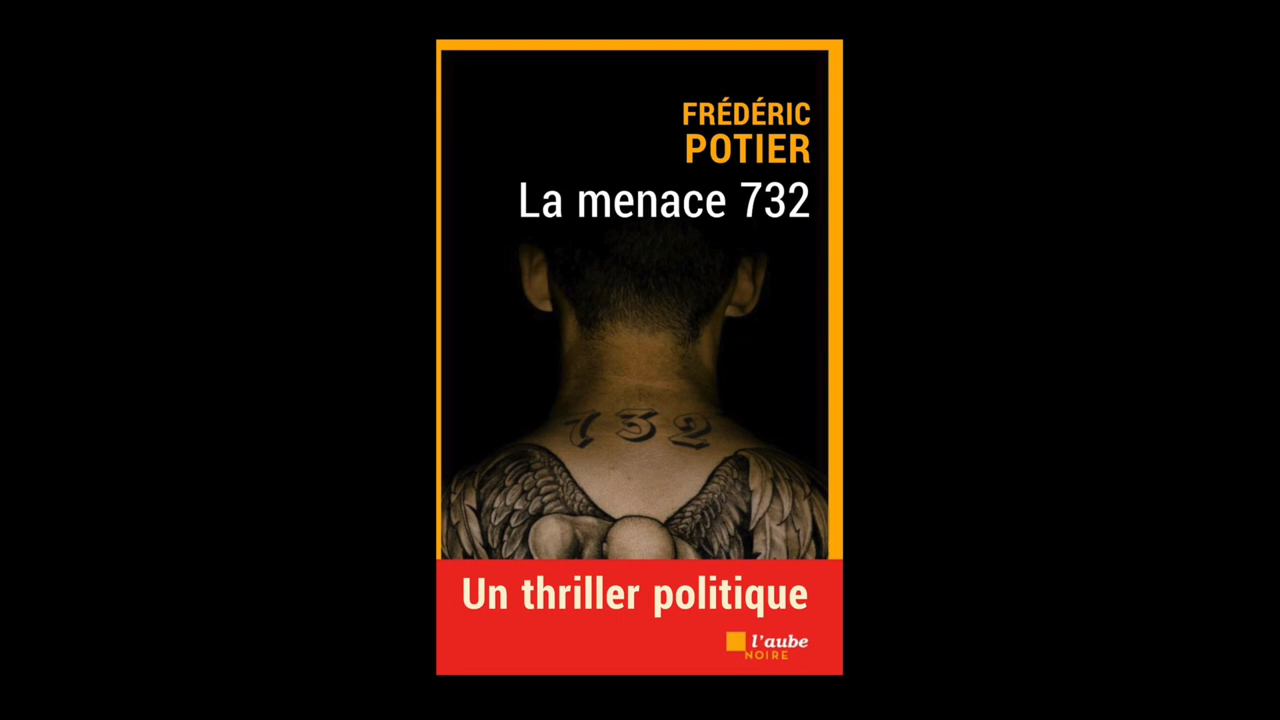 FRÉDÉRIC
POTIER
La menace 732
732
Un thriller politique
l'aube
NOIRE